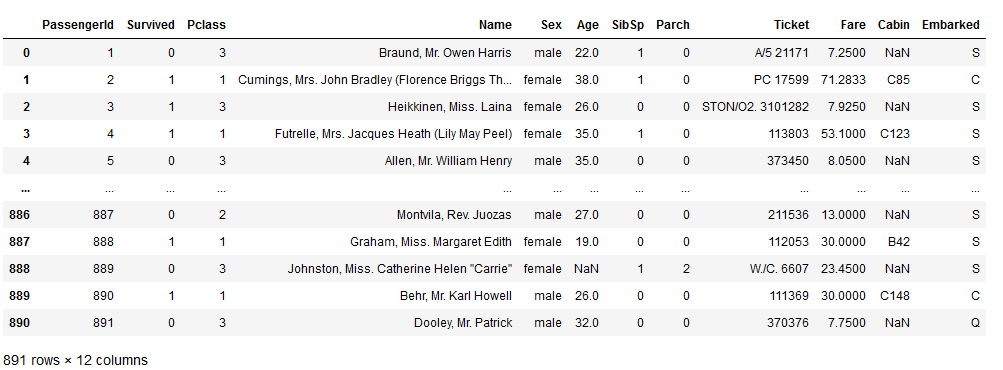 PassengerId Survived Pclass Name Sex Age SibSp Parch Ticket Fare Cabin Embarked
0 1 0 3 Braund, Mr. Owen Harris male 22.0 1 0 A/5 21171 7.2500 NaN S
1 2 1 1 Cumings, Mrs. John Bradley (Florence Briggs Th... female 38.0 1 0 PC 17599 71.2833 C85 C
2 3 1 3 Heikkinen, Miss. Laina female 26.0 0 0 STON/O2. 3101282 7.9250 NaN S
3 4 1 1 Futrelle, Mrs. Jacques Heath (Lily May Peel) female 35.0 1 0 113803 53.1000 C123 S
4 5 0 3 Allen, Mr. William Henry male 35.0 0 0 373450 8.0500 NaN S
... ... ... ... ... ... ... ... ... ... ... ... ...
886 887 0 2 Montvila, Rev. Juozas male 27.0 0 0 211536 13.0000 NaN S
887 888 1 1 Graham, Miss. Margaret Edith female 19.0 0 0 112053 30.0000 B42 S
888 889 0 3 Johnston, Miss. Catherine Helen "Carrie" female NaN 1 2 W./C. 6607 23.4500 NaN S
889 890 1 1 Behr, Mr. Karl Howell male 26.0 0 0 111369 30.0000 C148 C
890 891 0 3 Dooley, Mr. Patrick male 32.0 0 0 370376 7.7500 NaN Q
891 rows × 12 columns